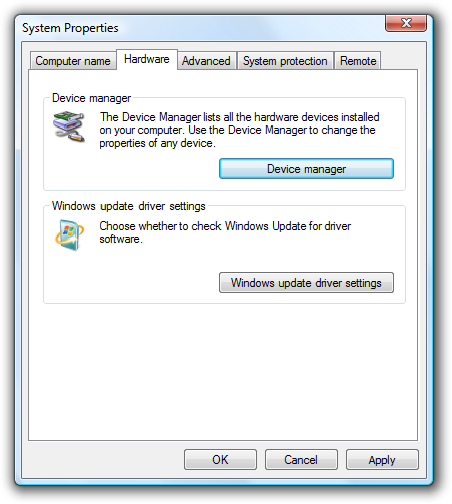 System Properties
Computer name Hardware Advanced System protection Remote
Device manager
The Device Manager lists all the hardware devices installed
on your computer. Use the Device Manager to change the
properties of any device.
Device manager
Windows update driver settings
Choose whether to check Windows Update for driver
software.
Windows update driver settings
OK Cancel Apply